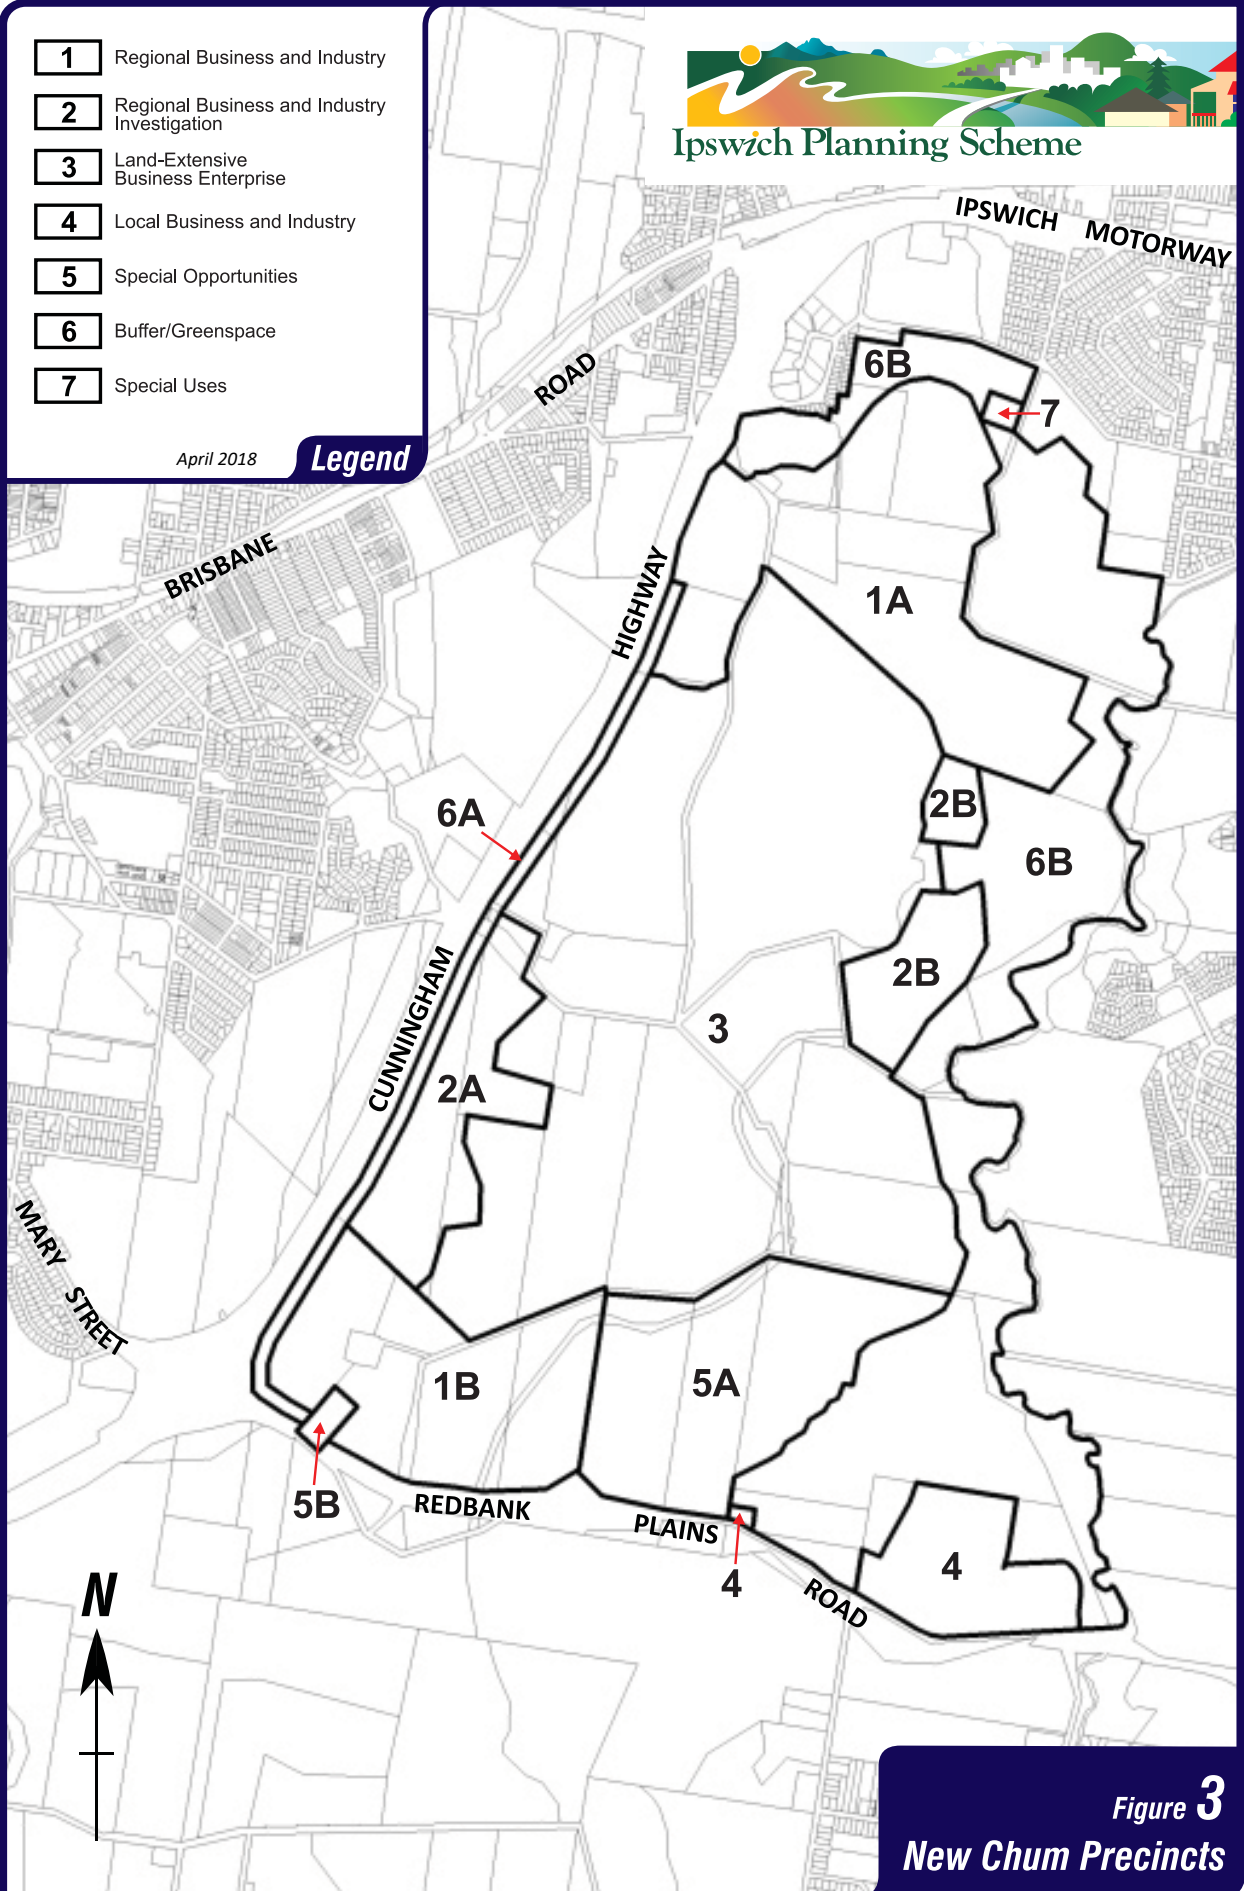 1 Regional Business and Industry
2 Regional Business and Industry
Investigation
3 Land-Extensive
Business Enterprise
4 Local Business and Industry
5 Special Opportunities
6 Buffer/Greenspace
7 Special Uses
April 2018
Legend
Ipswich Planning Scheme
IPSWICH MOTORWAY
6B
7
ROAD
BRISBANE
HIGHWAY
1A
6A
2B
6B
2B
CUNNINGHAM
3
2A
MARY STREET
1B
5A
5B
REDBANK PLAINS ROAD
4
4
N
Figure 3
New Chum Precincts